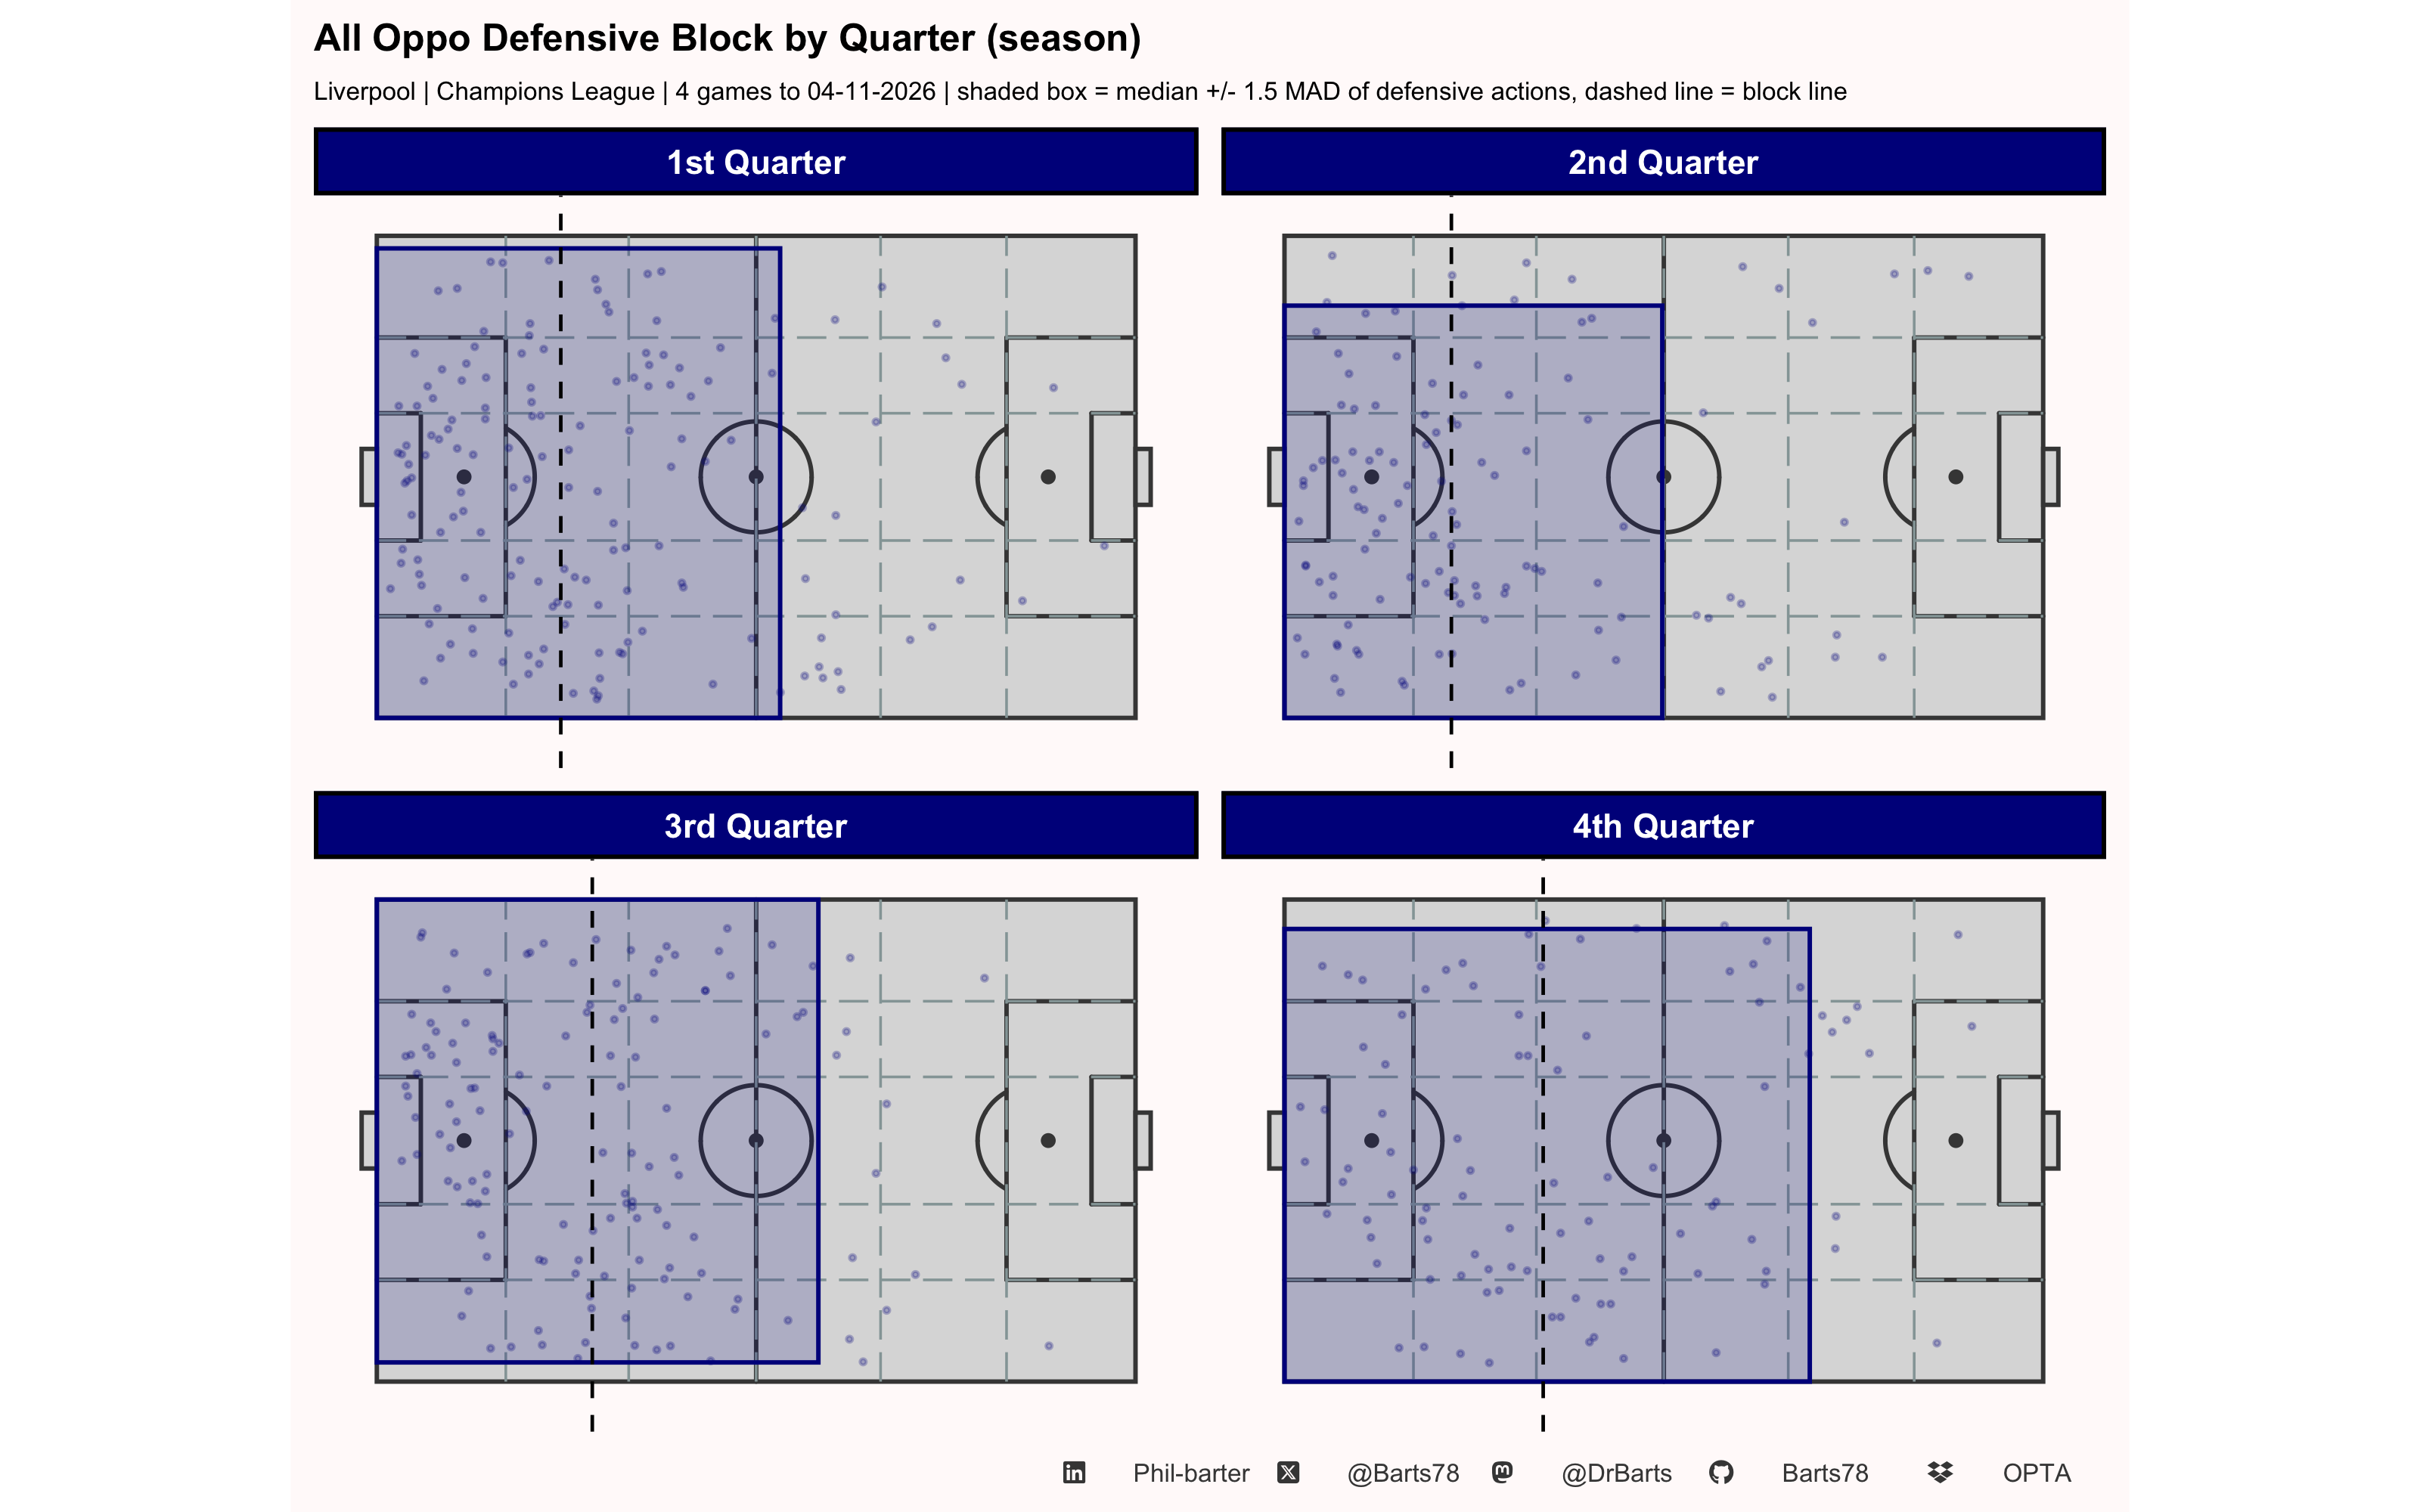 All Oppo Defensive Block by Quarter (season)
Liverpool | Champions League | 4 games to 04-11-2026 | shaded box = median +/- 1.5 MAD of defensive actions, dashed line = block line
1st Quarter
2nd Quarter
3rd Quarter
4th Quarter
Phil-barter @Barts78 @DrBarts Barts78 OPTA